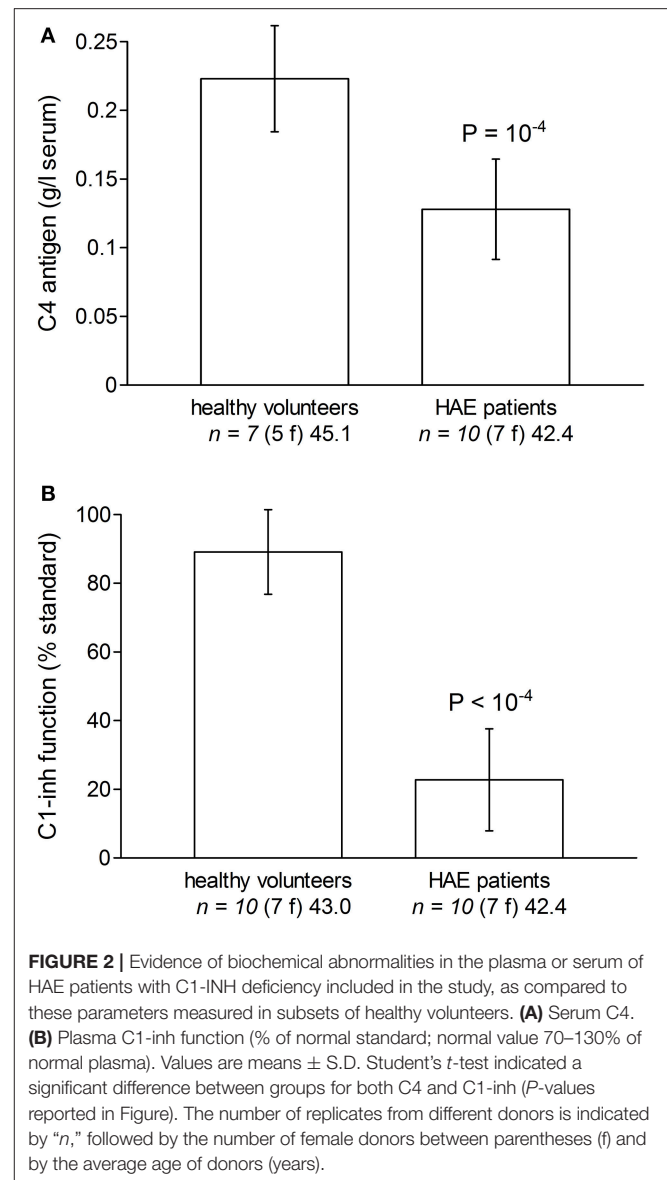 A
0.25
0.2
0.15
0.1
0.05
0
C4 antigen (g/l serum)
P = 10-4
healthy volunteers
n = 7 (5 f) 45.1
HAE patients
n = 10 (7 f) 42.4
B
100
80
60
40
20
0
C1-inh function (% standard)
P < 10-4
healthy volunteers
n = 10 (7 f) 43.0
HAE patients
n = 10 (7 f) 42.4
FIGURE 2 | Evidence of biochemical abnormalities in the plasma or serum of
HAE patients with C1-INH deficiency included in the study, as compared to
these parameters measured in subsets of healthy volunteers. (A) Serum C4.
(B) Plasma C1-inh function (% of normal standard; normal value 70–130% of
normal plasma). Values are means ± S.D. Student's t-test indicated a
significant difference between groups for both C4 and C1-inh (P-values
reported in Figure). The number of replicates from different donors is indicated
by “n,” followed by the number of female donors between parentheses (f) and
by the average age of donors (years).